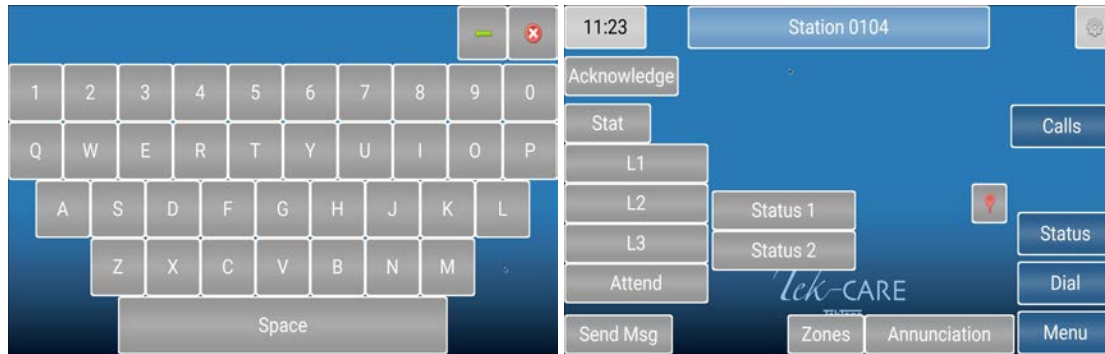 1 2 3 4 5 6 7 8 9 0
Q W E R T Y U I O P
A S D F G H J K L
Z X C V B N M
Space
11:23 Station 0104
Acknowledge
Stat Calls
L1
L2 Status 1
L3 Status 2 Status
Attend Tek-CARE Dial
TekTone
Send Msg Zones Annunciation Menu